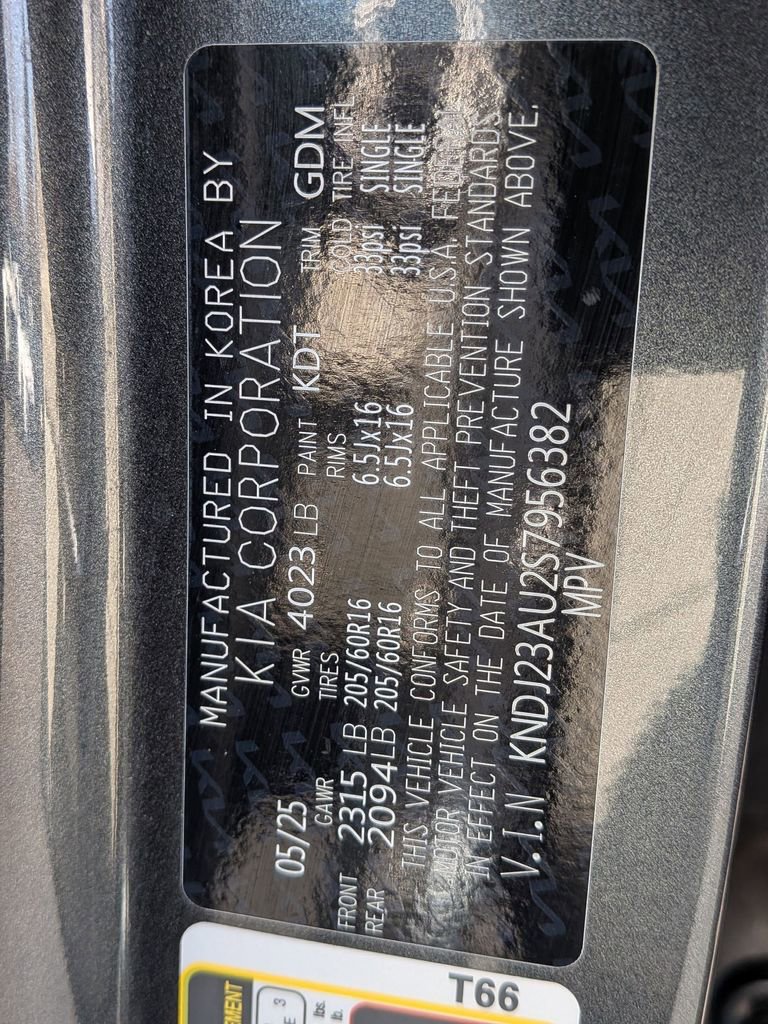 MANUFACTURED IN KOREA BY
KIA CORPORATION
05/25 GVWR 4023 LB PAINT KDT TRIM GDM
GAWR TIRES RIMS COLD TIRE INFL
FRONT 2315 LB 205/60R16 6.5Jx16 33psi SINGLE
REAR 2094 LB 205/60R16 6.5Jx16 33psi SINGLE
THIS VEHICLE CONFORMS TO ALL APPLICABLE U.S.A. FEDERAL
MOTOR VEHICLE SAFETY AND THEFT PREVENTION STANDARDS
IN EFFECT ON THE DATE OF MANUFACTURE SHOWN ABOVE.
V.I.N KNDJ23AU2S7956382
MPV
T66
lbs.